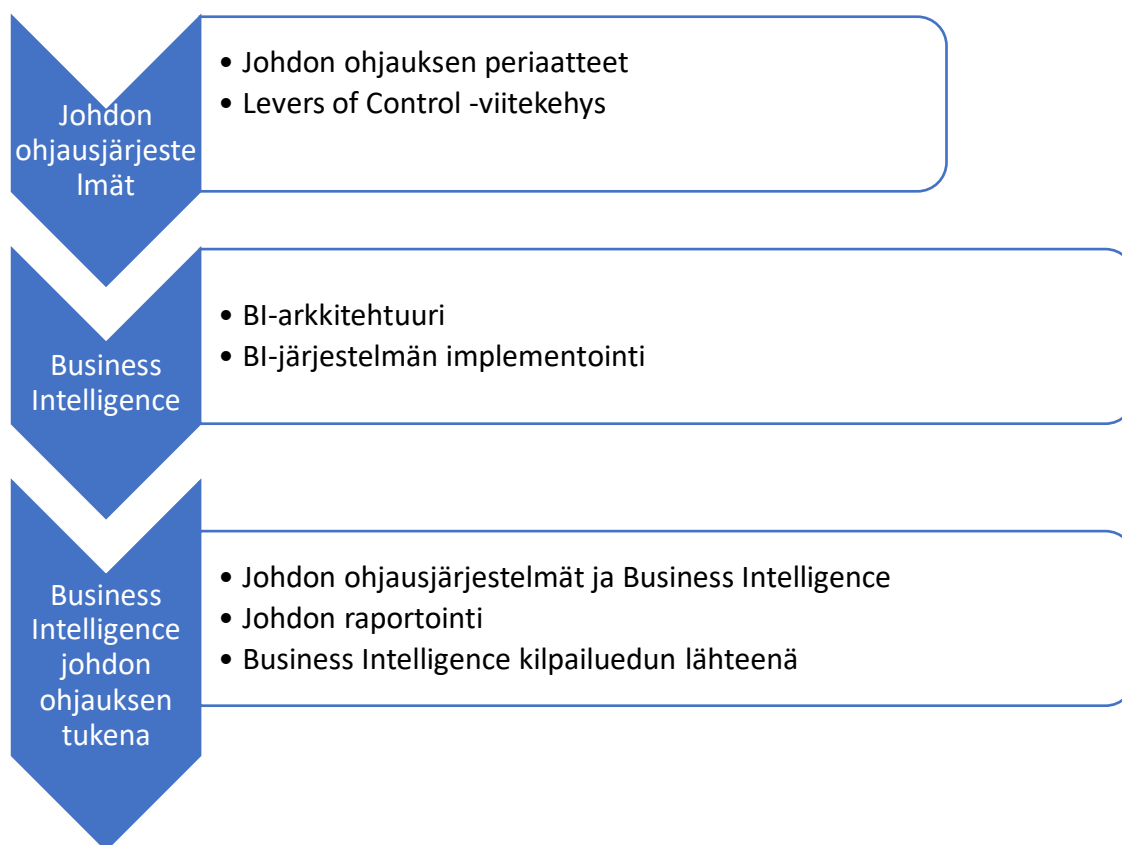 Johdon
ohjausjärjeste
lmät
• Johdon ohjauksen periaatteet
• Levers of Control -viitekehys
Business
Intelligence
• BI-arkkitehtuuri
• BI-järjestelmän implementointi
Business
Intelligence
johdon
ohjauksen
tukena
• Johdon ohjausjärjestelmät ja Business Intelligence
• Johdon raportointi
• Business Intelligence kilpailuedun lähteenä